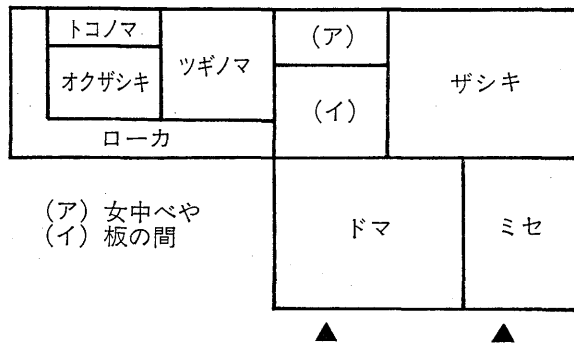 トコノマ
オクザシキ
ツギノマ
(ア)
(イ)
ザシキ
ローカ
(ア) 女中べや
(イ) 板の間
ドマ
ミセ